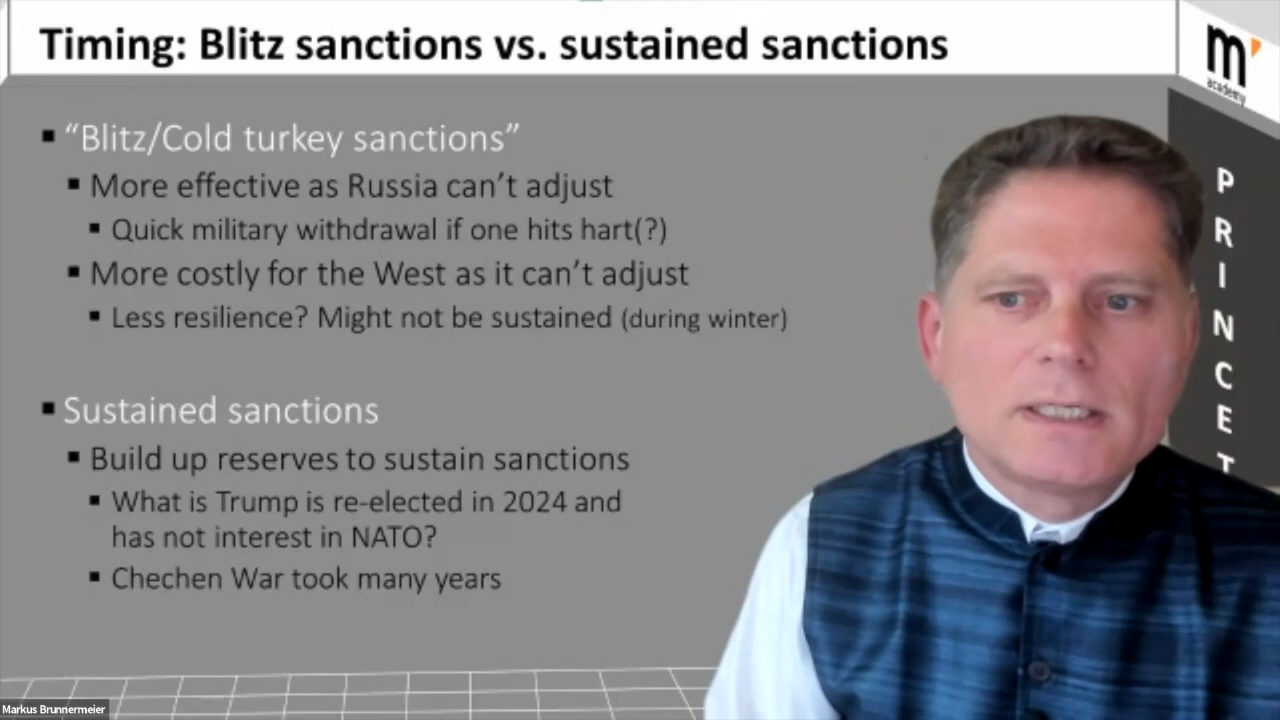 Timing: Blitz sanctions vs. sustained sanctions
m'
academy
▪ “Blitz/Cold turkey sanctions”
▪ More effective as Russia can’t adjust
▪ Quick military withdrawal if one hits hart(?)
▪ More costly for the West as it can’t adjust
▪ Less resilience? Might not be sustained (during winter)
▪ Sustained sanctions
▪ Build up reserves to sustain sanctions
▪ What is Trump is re-elected in 2024 and
has not interest in NATO?
▪ Chechen War took many years
PRINCET
Markus Brunnermeier